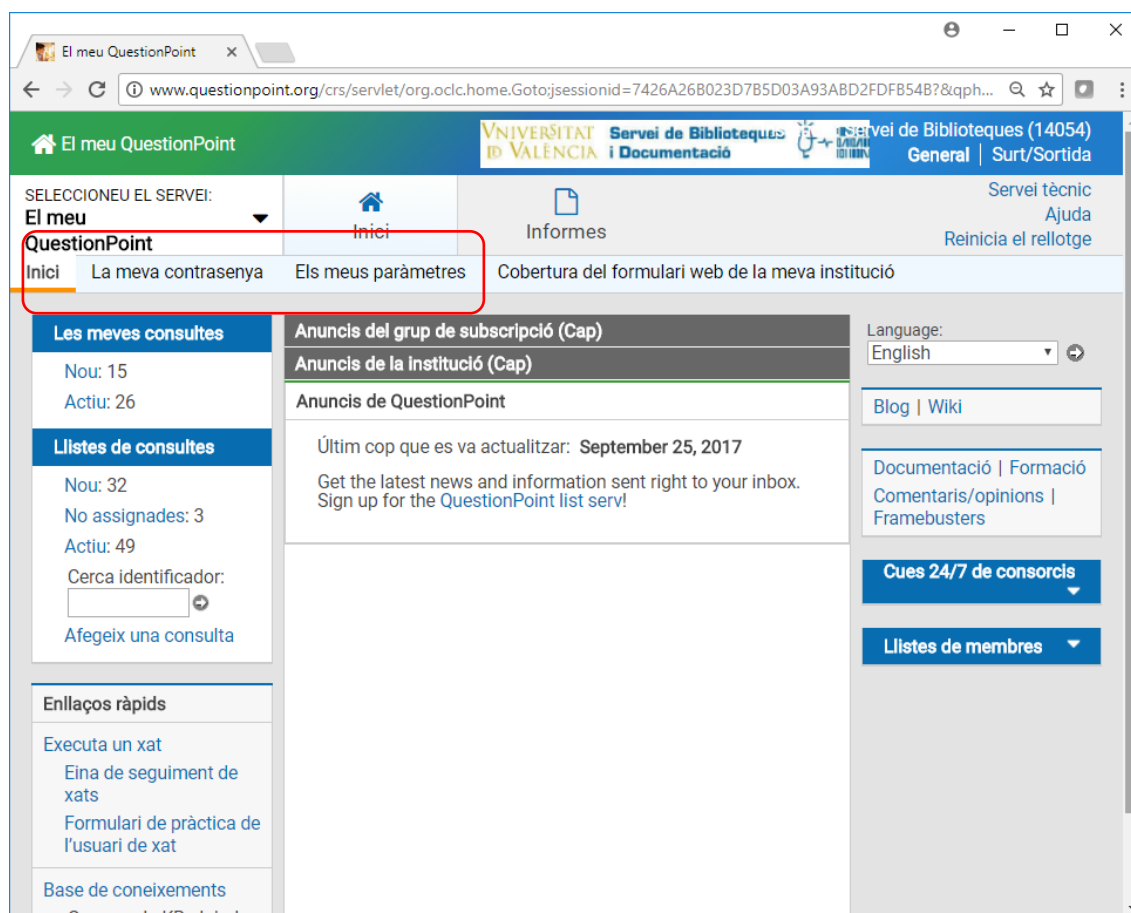 El meu QuestionPoint
www.questionpoint.org/crs/servlet/org.oclc.home.Goto;jsessionid=7426A26B023D7B5D03A93ABD2FDFB54B?&qph...
El meu QuestionPoint
VNIVERSITAT
ID VALÈNCIA
Servei de Biblioteques
i Documentació
Servei de Biblioteques (14054)
General | Surt/Sortida
SELECCIONEU EL SERVEI:
El meu
QuestionPoint
Inici
Informes
Servei tècnic
Ajuda
Reinicia el rellotge
Inici La meva contrasenya Els meus paràmetres Cobertura del formulari web de la meva institució
Les meves consultes
Nou: 15
Actiu: 26
Llistes de consultes
Nou: 32
No assignades: 3
Actiu: 49
Cerca identificador:
Afegeix una consulta
Enllaços ràpids
Executa un xat
Eina de seguiment de
xats
Formulari de pràctica de
l'usuari de xat
Base de coneixements
Anuncis del grup de subscripció (Cap)
Anuncis de la institució (Cap)
Anuncis de QuestionPoint
Últim cop que es va actualitzar: September 25, 2017
Get the latest news and information sent right to your inbox.
Sign up for the QuestionPoint list serv!
Language:
English
Blog | Wiki
Documentació | Formació
Comentaris/opinions |
Framebusters
Cues 24/7 de consorcis
Llistes de membres